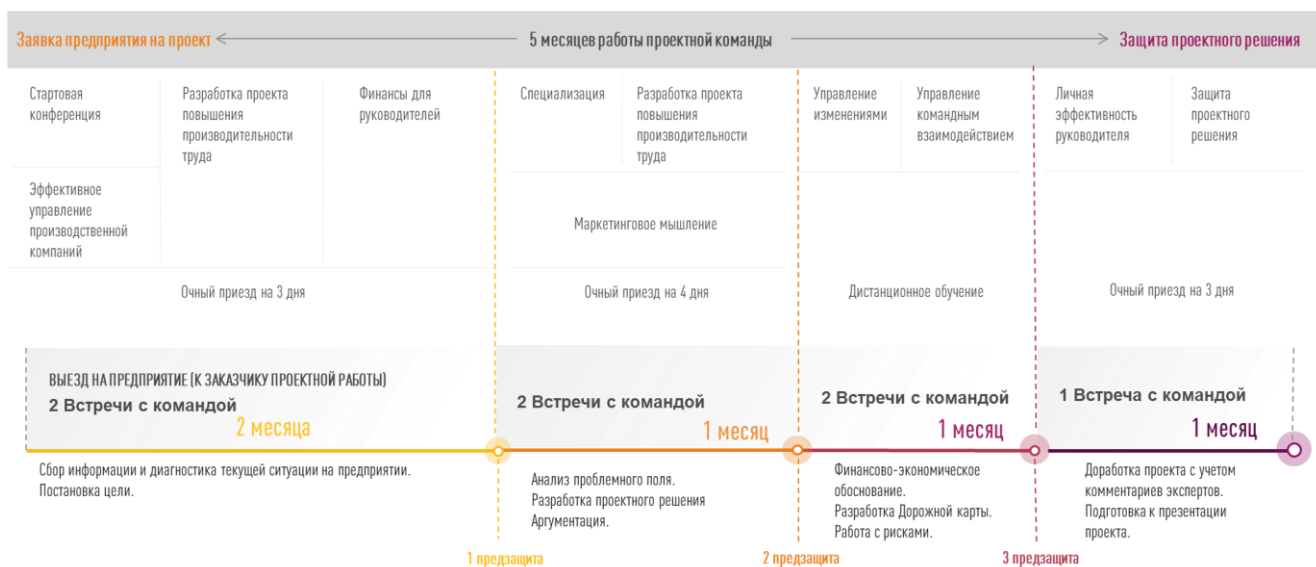 Заявка предприятия на проект
5 месяцев работы проектной команды
Защита проектного решения
Стартовая
конференция
Эффективное
управление
производственной
компаний
Разработка проекта
повышения
производительности
труда
Финансы для
руководителей
Очный приезд на 3 дня
Специализация
Разработка проекта
повышения
производительности
труда
Маркетинговое мышление
Очный приезд на 4 дня
Управление
изменениями
Управление
командным
взаимодействием
Дистанционное обучение
Личная
эффективность
руководителя
Защита
проектного
решения
Очный приезд на 3 дня
ВЫЕЗД НА ПРЕДПРИЯТИЕ (К ЗАКАЗЧИКУ ПРОЕКТНОЙ РАБОТЫ)
2 Встречи с командой
2 месяца
Сбор информации и диагностика текущей ситуации на предприятии.
Постановка цели.
1 предзащита
2 Встречи с командой
1 месяц
Анализ проблемного поля.
Разработка проектного решения
Аргументация.
2 предзащита
2 Встречи с командой
1 месяц
Финансово-экономическое
обоснование.
Разработка Дорожной карты.
Работа с рисками.
3 предзащита
1 Встреча с командой
1 месяц
Доработка проекта с учетом
комментариев экспертов.
Подготовка к презентации
проекта.